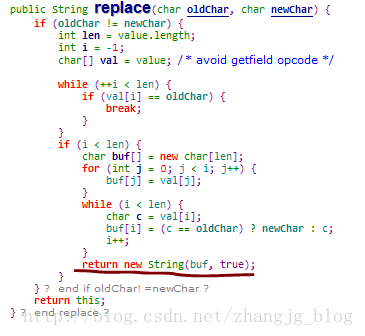 public String replace(char oldChar, char newChar) {
if (oldChar != newChar) {
int len = value.length;
int i = -1;
char[] val = value; /* avoid getfield opcode */
while (++i < len) {
if (val[i] == oldChar) {
break;
}
}
if (i < len) {
char buf[] = new char[len];
for (int j = 0; j < i; j++) {
buf[j] = val[j];
}
while (i < len) {
char c = val[i];
buf[i] = (c == oldChar) ? newChar : c;
i++;
}
return new String(buf, true);
}
} ? end if oldChar!=newChar ?
return this;
} ? end replace ?
http://blog.csdn.net/zhangjg_blog